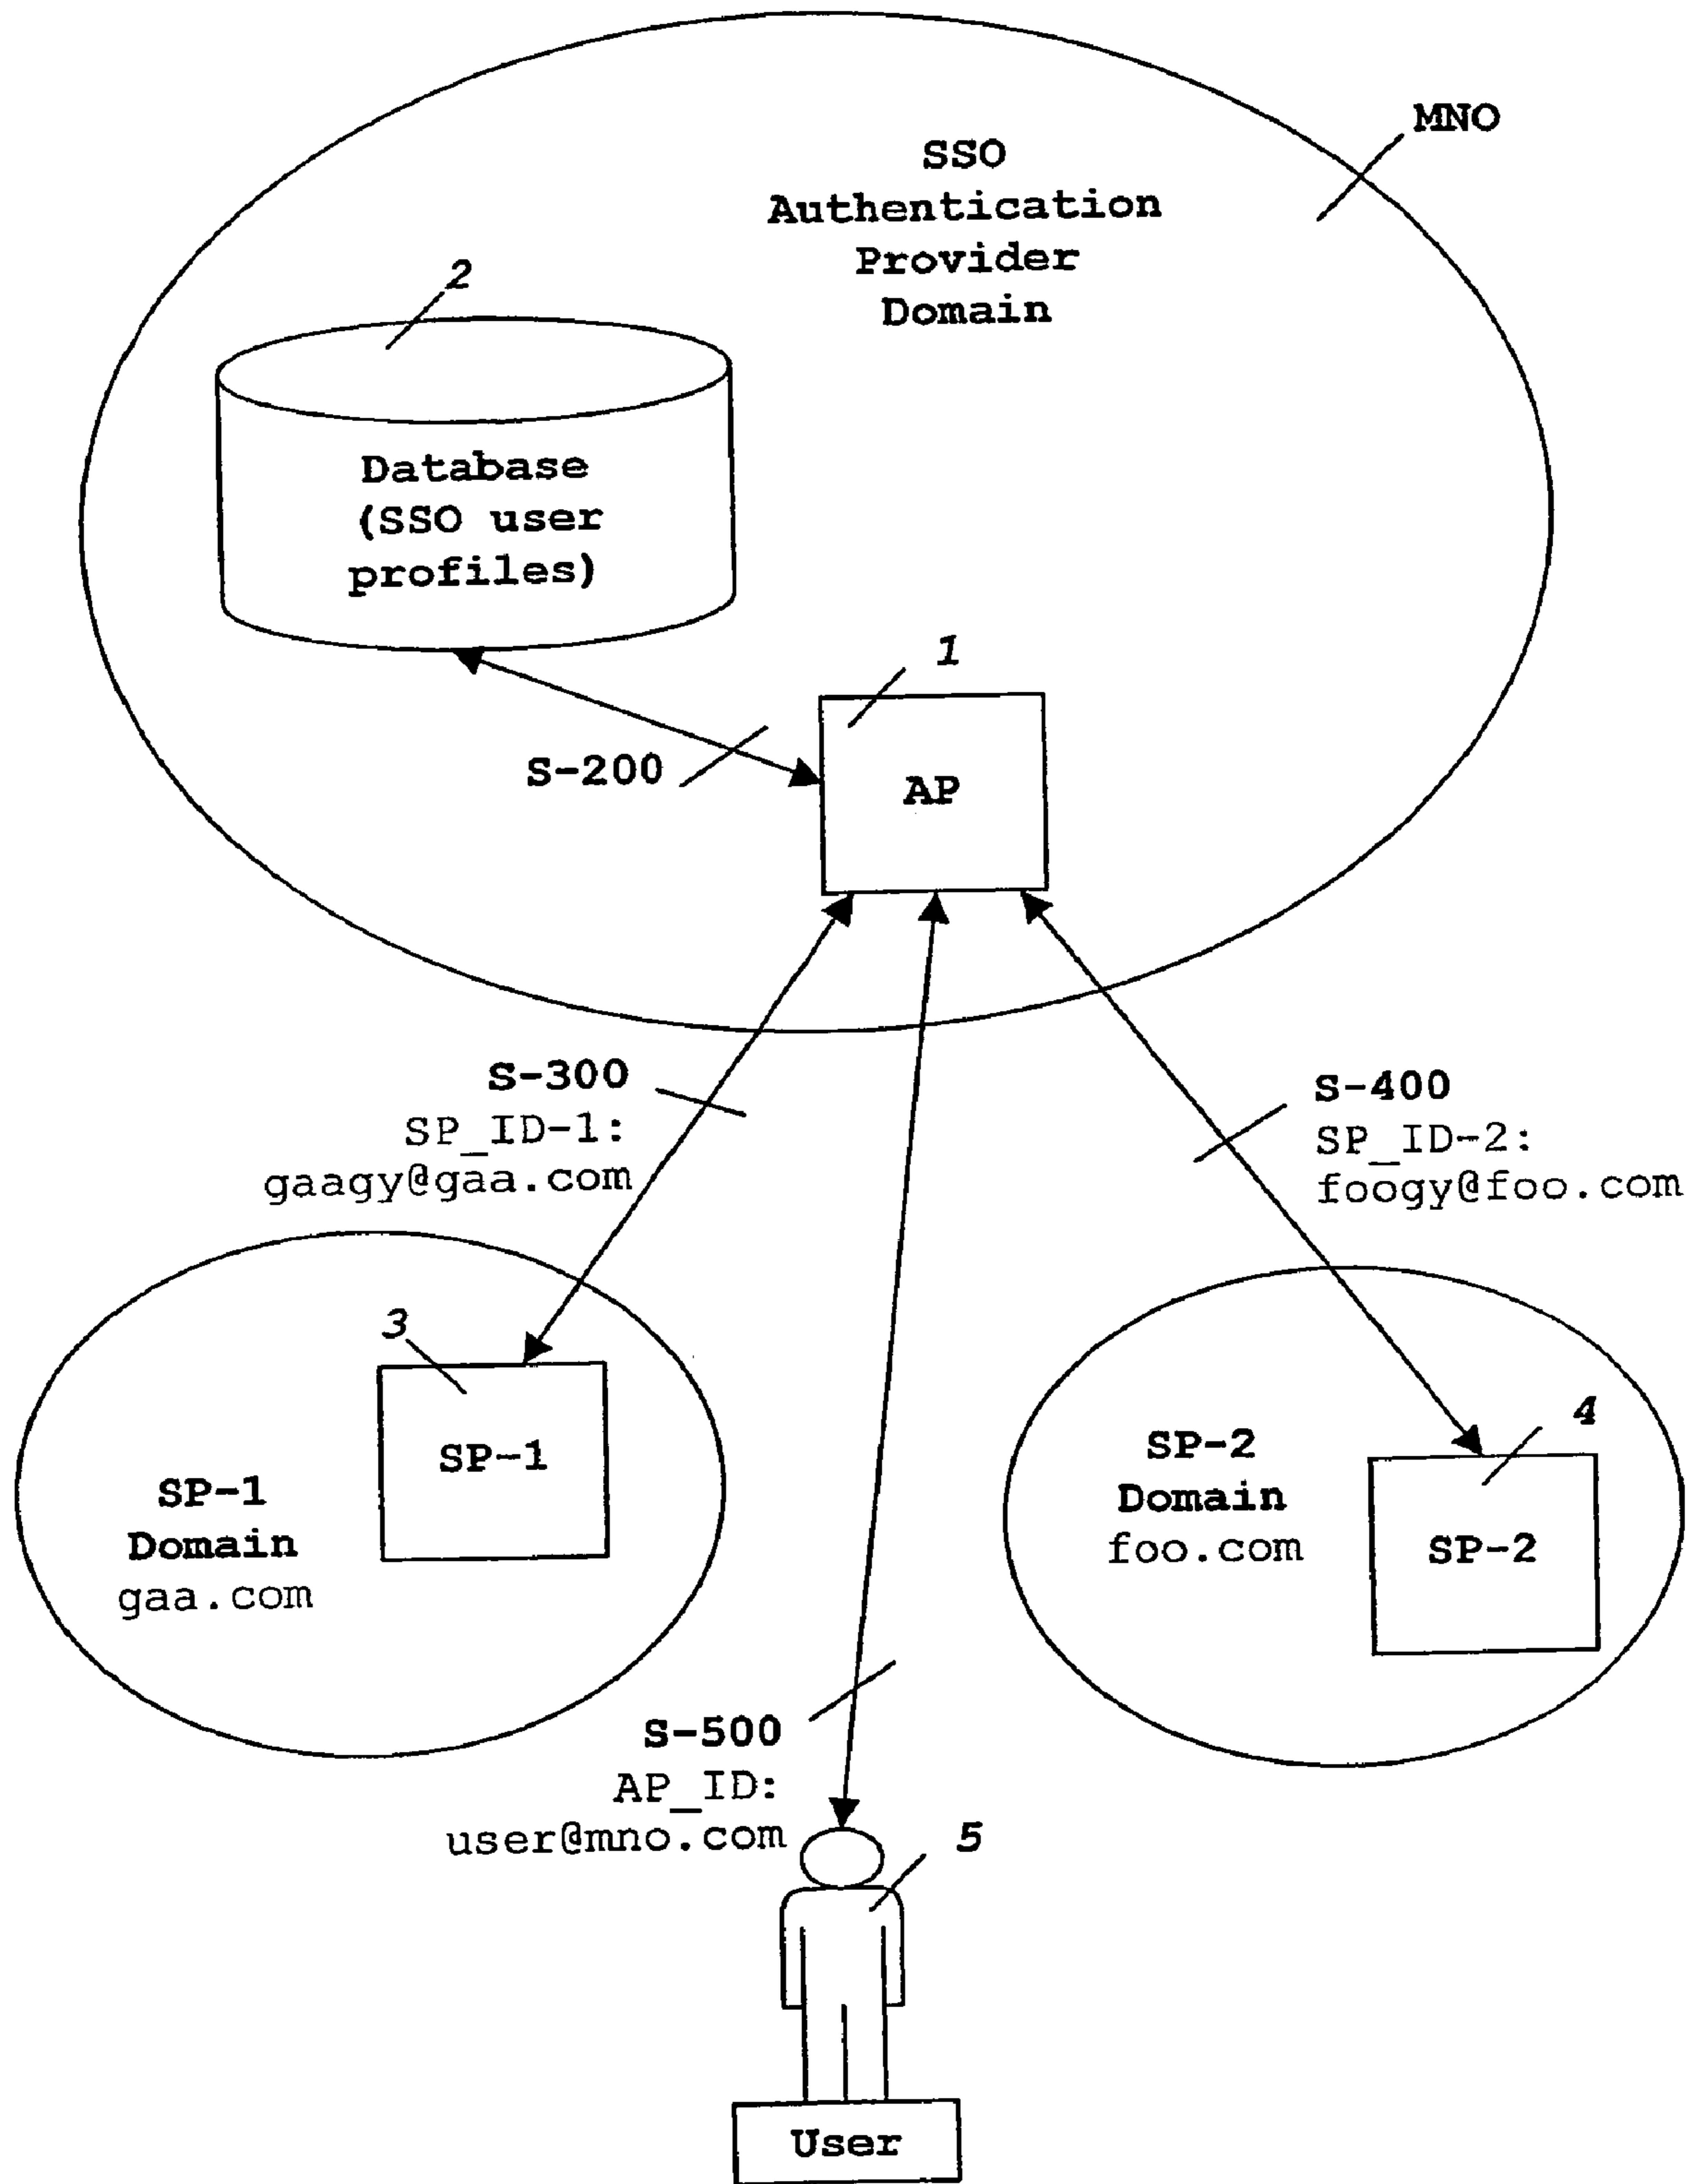 MNO
SSO
Authentication
Provider
Domain
2
Database
(SSO user
profiles)
1
S-200
AP
S-300
SP_ID-1:
gaagy@gaa.com
S-400
SP_ID-2:
foogy@foo.com
3
SP-1
SP-1
Domain
gaa.com
4
SP-2
Domain
foo.com
SP-2
S-500
AP_ID:
user@mno.com
5
User